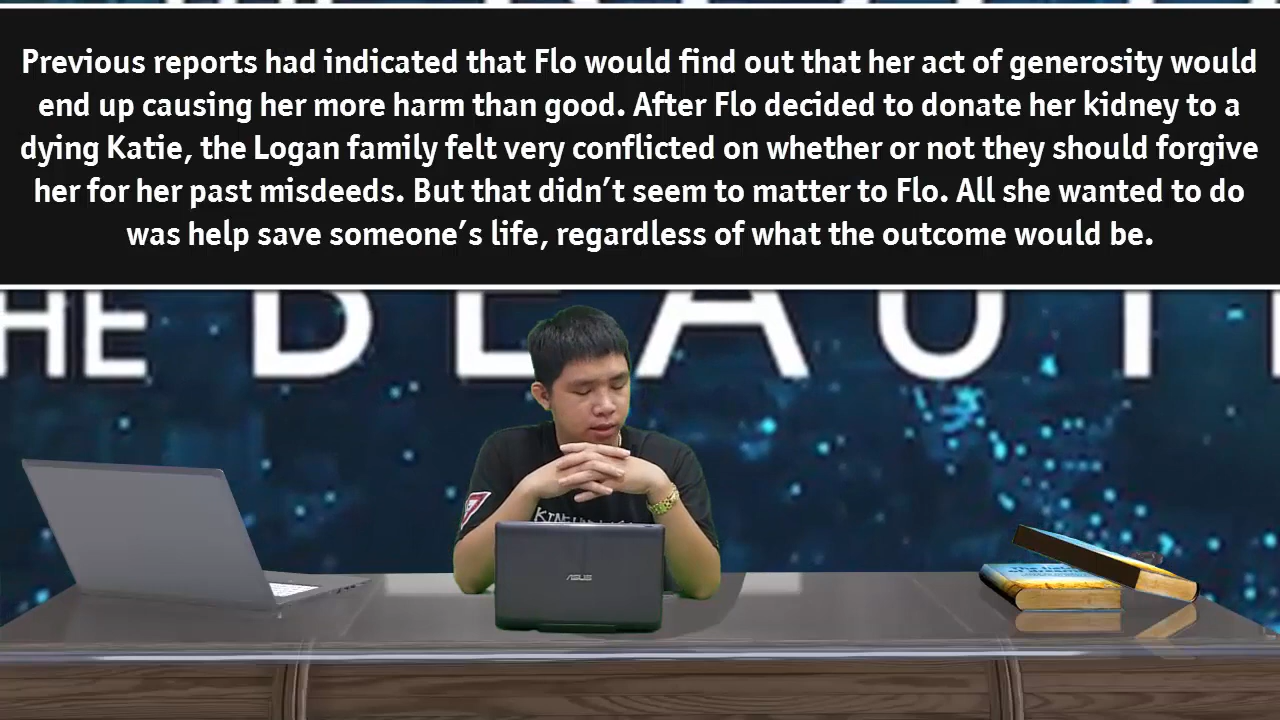 Previous reports had indicated that Flo would find out that her act of generosity would
end up causing her more harm than good. After Flo decided to donate her kidney to a
dying Katie, the Logan family felt very conflicted on whether or not they should forgive
her for her past misdeeds. But that didn’t seem to matter to Flo. All she wanted to do
was help save someone’s life, regardless of what the outcome would be.
HE BEAUTI
ASUS